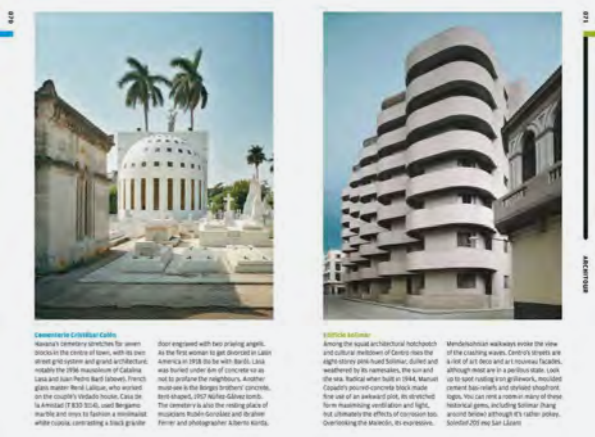 070
071
ARCHITOUR
Cementerio Cristóbal Colón
Havana's cemetery stretches for seven
blocks in the centre of town, with its own
street grid system and grand architecture,
notably the 1936 mausoleum of Catalina
Lasa and Juan Pedro Baró (above). French
glass master René Lalique, who worked
on the couple's Vedado house, Casa de
la Amistad (T 830 3114), used Bergamo
marble and onyx to fashion a minimalist
white cupola, contrasting a black granite
door engraved with two praying angels.
As the first woman to get divorced in Latin
America in 1918 (to be with Baró), Lasa
was buried under 6m of concrete so as
not to profane the neighbours. Another
must-see is the Borges brothers' concrete,
tent-shaped, 1957 Núñez-Gálvez tomb.
The cemetery is also the resting place of
musicians Rubén González and Ibrahim
Ferrer and photographer Alberto Korda.
Edificio Solimar
Among the squat architectural hotchpotch
and cultural meltdown of Centro rises the
eight-storey pink-hued Solimar, dulled and
weathered by its namesakes, the sun and
the sea. Radical when built in 1944, Manuel
Copado's poured-concrete block made
fine use of an awkward plot, its stretched
form maximising ventilation and light,
but ultimately the effects of corrosion too.
Overlooking the Malecón, its expressive,
Mendelsohnian walkways evoke the view
of the crashing waves. Centro's streets are
a riot of art deco and art nouveau facades,
although most are in a perilous state. Look
up to spot rusting iron grillework, moulded
cement bas-reliefs and chiseled shopfront
logos. You can rent a room in many of these
historical gems, including Solimar (hang
around below) although it's rather pokey.
Soledad 205 esq San Lázaro